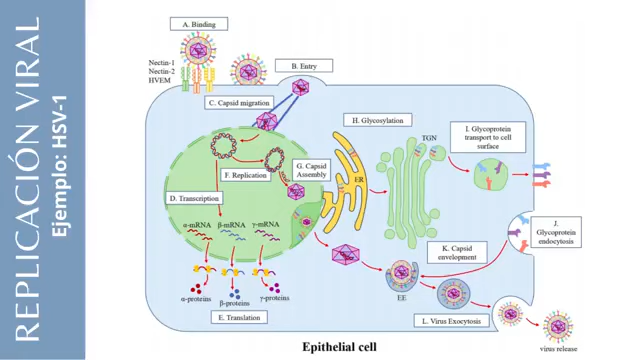 REPLICACIÓN VIRAL
Ejemplo: HSV-1
A. Binding
Nectin-1
Nectin-2
HVEM
B. Entry
C. Capsid migration
H. Glycosylation
TGN
I. Glycoprotein
transport to cell
surface
F. Replication
G. Capsid
Assembly
ER
D. Transcription
α-mRNA
β-mRNA
γ-mRNA
J.
Glycoprotein
endocytosis
K. Capsid
envelopment
α-proteins
β-proteins
γ-proteins
EE
E. Translation
L. Virus Exocytosis
Epithelial cell
virus release